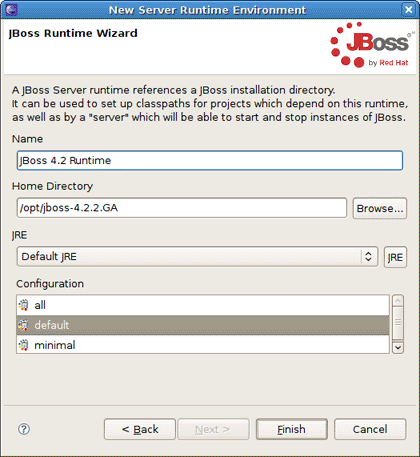 New Server Runtime Environment
JBoss Runtime Wizard
JBoss
by Red Hat
A JBoss Server runtime references a JBoss installation directory.
It can be used to set up classpaths for projects which depend on this runtime,
as well as by a "server" which will be able to start and stop instances of JBoss.
Name
JBoss 4.2 Runtime
Home Directory
/opt/jboss-4.2.2.GA
Browse...
JRE
Default JRE
JRE
Configuration
all
default
minimal
?
< Back
Next >
Finish
Cancel